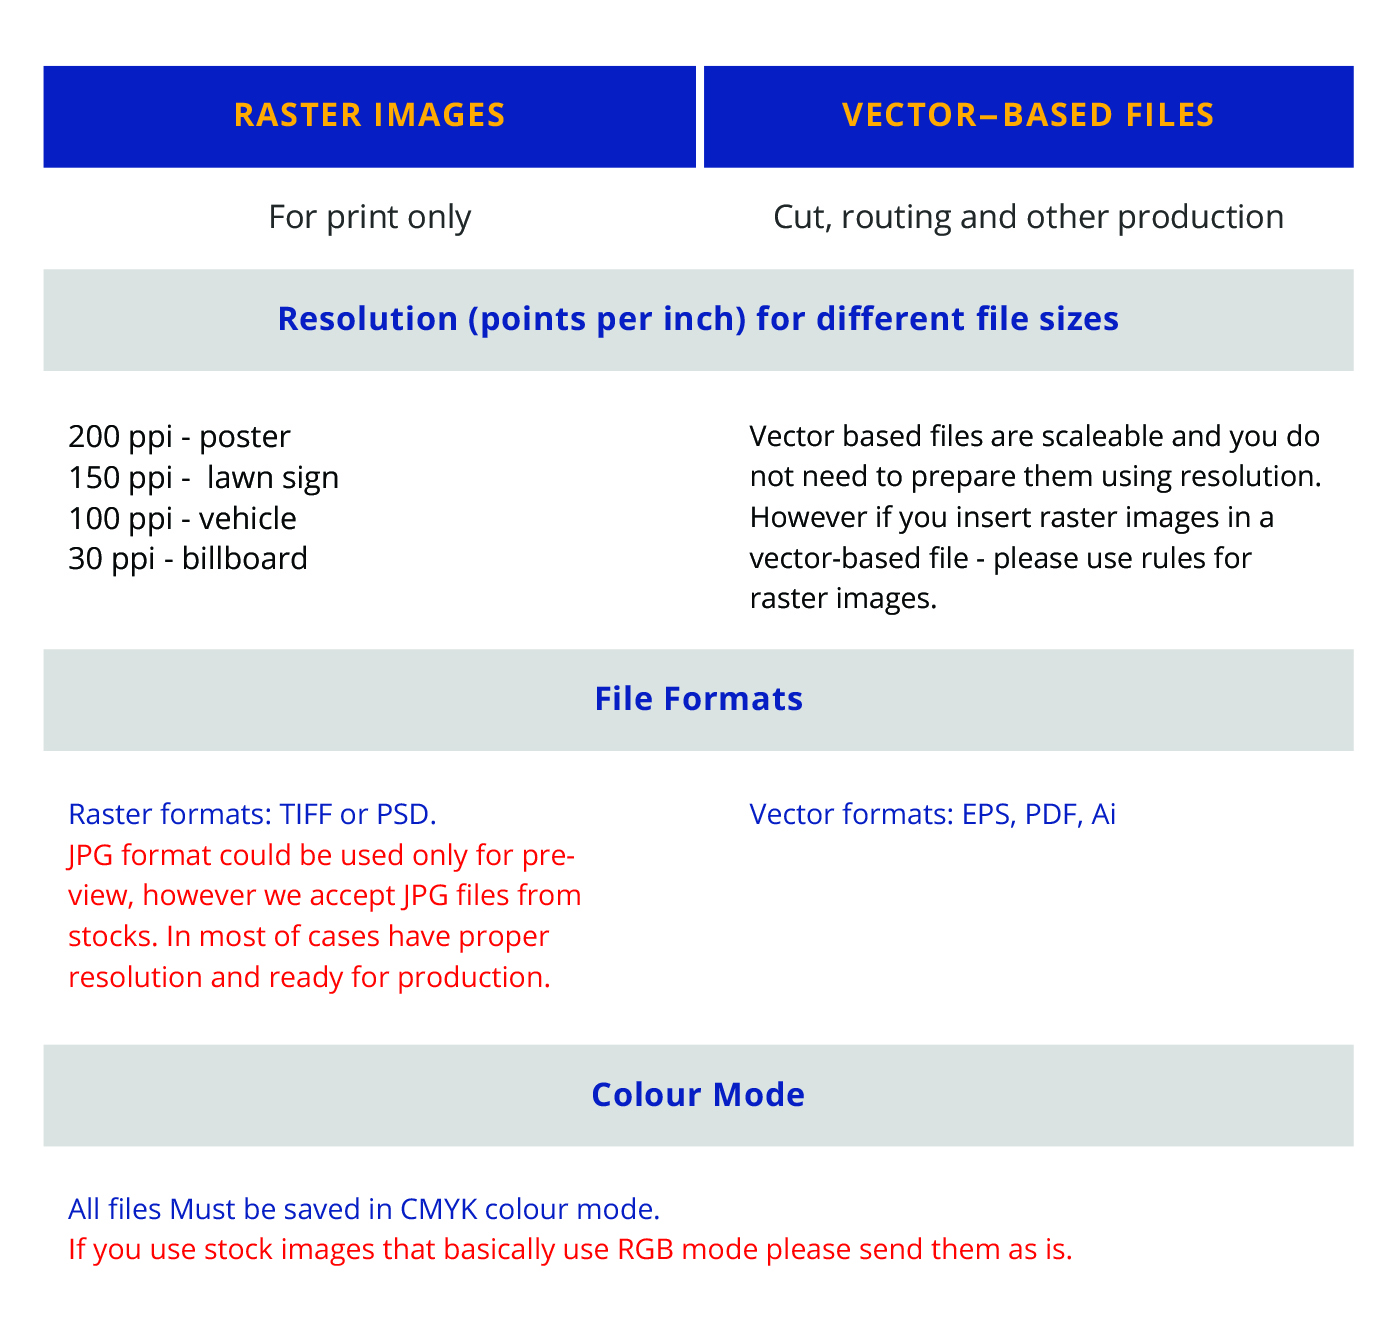 RASTER IMAGES
VECTOR–BASED FILES
For print only
Cut, routing and other production
Resolution (points per inch) for different file sizes
200 ppi - poster
150 ppi -  lawn sign
100 ppi - vehicle
30 ppi - billboard
Vector based files are scaleable and you do
not need to prepare them using resolution.
However if you insert raster images in a
vector-based file - please use rules for
raster images.
File Formats
Raster formats: TIFF or PSD.
JPG format could be used only for pre-
view, however we accept JPG files from
stocks. In most of cases have proper
resolution and ready for production.
Vector formats: EPS, PDF, Ai
Colour Mode
All files Must be saved in CMYK colour mode.
If you use stock images that basically use RGB mode please send them as is.